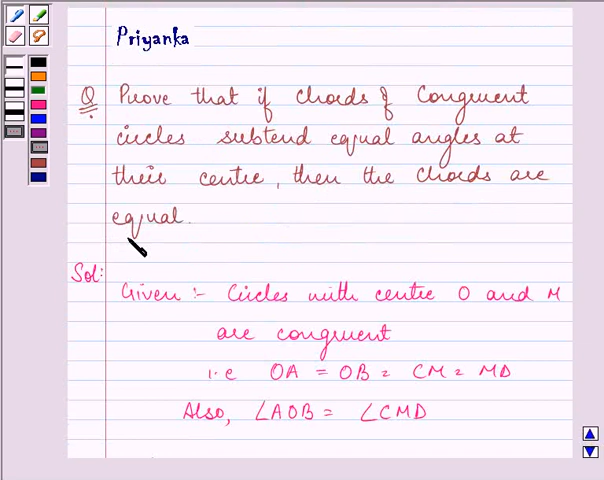 Priyanka
Q Prove that if chords of Congruent
circles subtend equal angles at
their centre, then the chords are
equal.
Sol:
Given :- Circles with centre O and M
are congruent
i.e OA = OB = CM = MD
Also, ∠AOB = ∠CMD